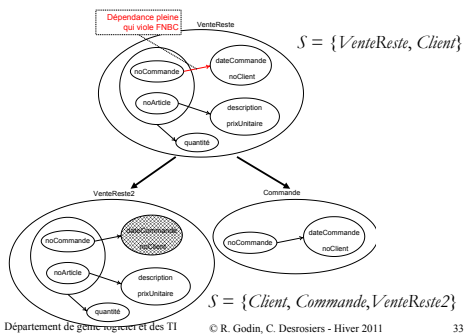 Dépendance pleine
qui viole FNBC
VenteReste
S = {VenteReste, Client}
dateCommande
noCommande
noClient
noArticle
description
prixUnitaire
quantité
VenteReste2
Commande
dateCommande
noCommande
noClient
noArticle
description
prixUnitaire
quantité
dateCommande
noCommande
noClient
S = {Client, Commande,VenteReste2}
Département de génie logiciel et des TI
© R. Godin, C. Desrosiers - Hiver 2011
33